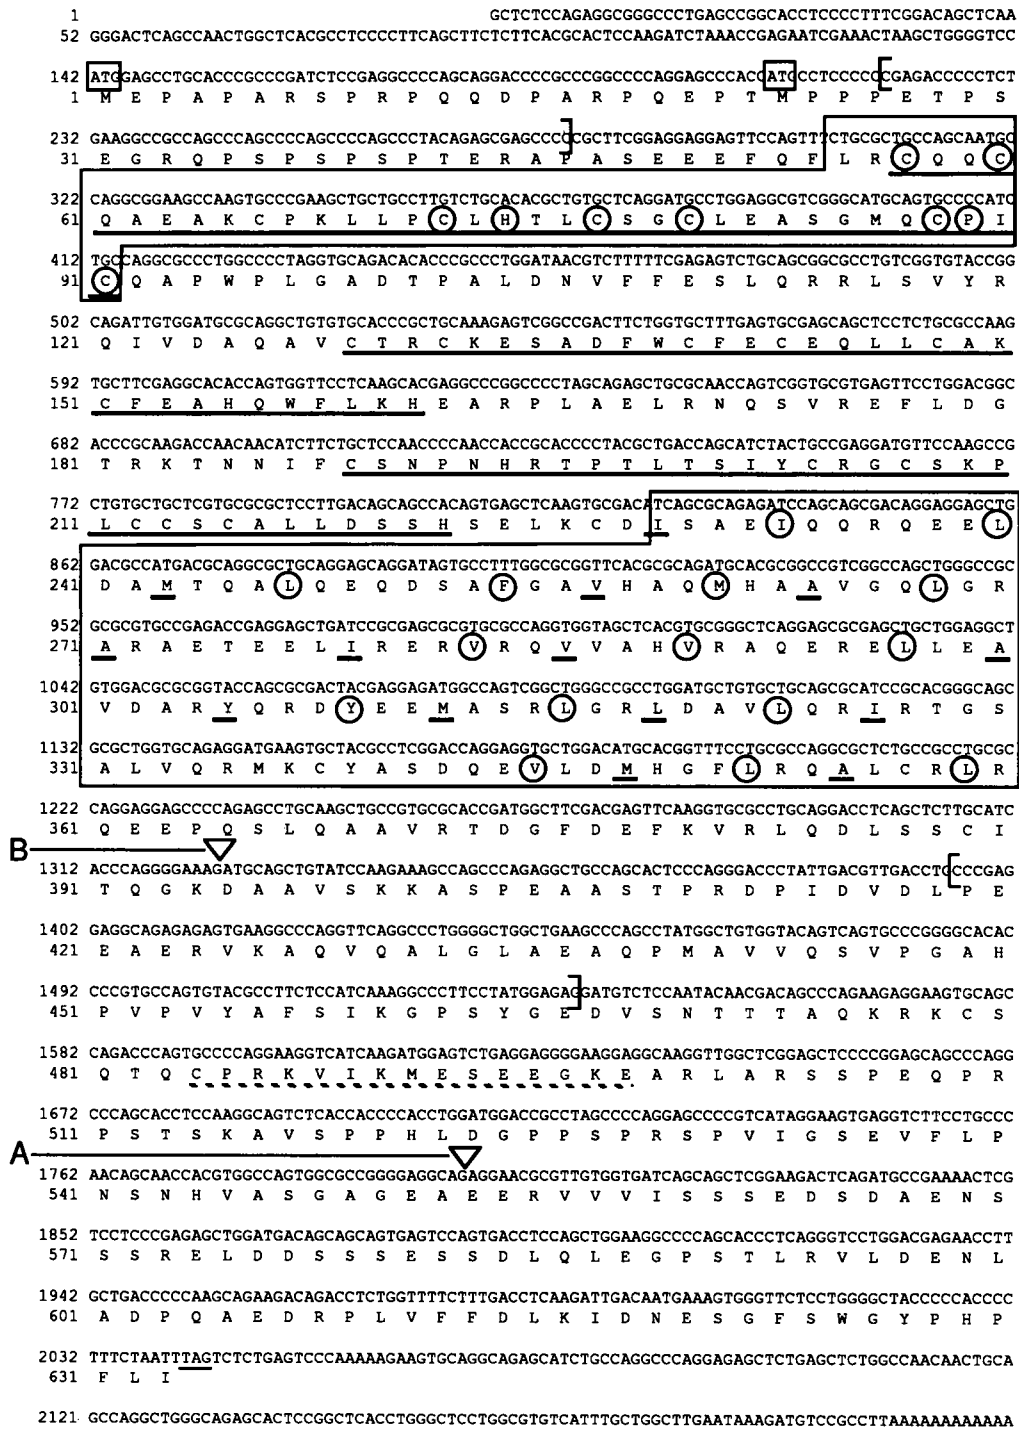 1 GCTCTCCAGAGGCGGGCCCTGAGCCGGCACCTCCCCTTTCGGACAGCTCAA
52 GGGACTCAGCCAACTGGCTCACGCCTCCCCTTCAGCTTCTCTTCACGCACTCCAAGATCTAAACCGAGAATCGAAACTAAGCTGGGGTCC
142 ATGGAGCCTGCACCCGCCCGATCTCCGAGGCCCCAGCAGGACCCCGCCCGGCCCCAGGAGCCCACCATGCCTCCCCCCGAGACCCCCTCT
1 M E P A P A R S P R P Q Q D P A R P Q E P T M P P P E T P S
232 GAAGGCCGCCAGCCCAGCCCCAGCCCCAGCCCTACAGAGCGAGCCCCCGCTTCGGAGGAGGAGTTCCAGTTTCTGCGCTGCCAGCAATGC
31 E G R Q P S P S P S P T E R A P A S E E E F Q F L R C Q Q C
322 CAGGCGGAAGCCAAGTGCCCGAAGCTGCTGCCTTGTCTGCACACGCTGTGCTCAGGATGCCTGGAGGCGTCGGGCATGCAGTGCCCCATC
61 Q A E A K C P K L L P C L H T L C S G C L E A S G M Q C P I
412 TGCCAGGCGCCCTGGCCCCTAGGTGCAGACACACCCGCCCTGGATAACGTCTTTTTCGAGAGTCTGCAGCGGCGCCTGTCGGTGTACCGG
91 C Q A P W P L G A D T P A L D N V F F E S L Q R R L S V Y R
502 CAGATTGTGGATGCGCAGGCTGTGTGCACCCGCTGCAAAGAGTCGGCCGACTTCTGGTGCTTTGAGTGCGAGCAGCTCCTCTGCGCCAAG
121 Q I V D A Q A V C T R C K E S A D F W C F E C E Q L L C A K
592 TGCTTCGAGGCACACCAGTGGTTCCTCAAGCACGAGGCCCGGCCCCTAGCAGAGCTGCGCAACCAGTCGGTGCGTGAGTTCCTGGACGGC
151 C F E A H Q W F L K H E A R P L A E L R N Q S V R E F L D G
682 ACCCGCAAGACCAACAACATCTTCTGCTCCAACCCCAACCACCGCACCCCTACGCTGACCAGCATCTACTGCCGAGGATGTTCCAAGCCG
181 T R K T N N I F C S N P N H R T P T L T S I Y C R G C S K P
772 CTGTGCTGCTCGTGCGCGCTCCTTGACAGCAGCCACAGTGAGCTCAAGTGCGACATCAGCGCAGAGATCCAGCAGCGACAGGAGGAGCTG
211 L C C S C A L L D S S H S E L K C D I S A E I Q Q R Q E E L
862 GACGCCATGACGCAGGCGCTGCAGGAGCAGGATAGTGCCTTTGGCGCGGTTCACGCGCAGATGCACGCGGCCGTCGGCCAGCTGGGCCGC
241 D A M T Q A L Q E Q D S A F G A V H A Q M H A A V G Q L G R
952 GCGCGTGCCGAGACCGAGGAGCTGATCCGCGAGCGCGTGCGCCAGGTGGTAGCTCACGTGCGGGCTCAGGAGCGCGAGCTGCTGGAGGCT
271 A R A E T E E L I R E R V R Q V V A H V R A Q E R E L L E A
1042 GTGGACGCGCGGTACCAGCGCGACTACGAGGAGATGGCCAGTCGGCTGGGCCGCCTGGATGCTGTGCTGCAGCGCATCCGCACGGGCAGC
301 V D A R Y Q R D Y E E M A S R L G R L D A V L Q R I R T G S
1132 GCGCTGGTGCAGAGGATGAAGTGCTACGCCTCGGACCAGGAGGTGCTGGACATGCACGGTTTCCTGCGCCAGGCGCTCTGCCGCCTGCGC
331 A L V Q R M K C Y A S D Q E V L D M H G F L R Q A L C R L R
1222 CAGGAGGAGCCCCAGAGCCTGCAAGCTGCCGTGCGCACCGATGGCTTCGACGAGTTCAAGGTGCGCCTGCAGGACCTCAGCTCTTGCATC
361 Q E E P Q S L Q A A V R T D G F D E F K V R L Q D L S S C I
B
1312 ACCCAGGGGAAAGATGCAGCTGTATCCAAGAAAGCCAGCCCAGAGGCTGCCAGCACTCCCAGGGACCCTATTGACGTTGACCTGCCCGAG
391 T Q G K D A A V S K K A S P E A A S T P R D P I D V D L P E
1402 GAGGCAGAGAGAGTGAAGGCCCAGGTTCAGGCCCTGGGGCTGGCTGAAGCCCAGCCTATGGCTGTGGTACAGTCAGTGCCCGGGGCACAC
421 E A E R V K A Q V Q A L G L A E A Q P M A V V Q S V P G A H
1492 CCCGTGCCAGTGTACGCCTTCTCCATCAAAGGCCCTTCCTATGGAGAGGATGTCTCCAATACAACGACAGCCCAGAAGAGGAAGTGCAGC
451 P V P V Y A F S I K G P S Y G E D V S N T T T A Q K R K C S
1582 CAGACCCAGTGCCCCAGGAAGGTCATCAAGATGGAGTCTGAGGAGGGGAAGGAGGCAAGGTTGGCTCGGAGCTCCCCGGAGCAGCCCAGG
481 Q T Q C P R K V I K M E S E E G K E A R L A R S S P E Q P R
1672 CCCAGCACCTCCAAGGCAGTCTCACCACCCCACCTGGATGGACCGCCTAGCCCCAGGAGCCCCGTCATAGGAAGTGAGGTCTTCCTGCCC
511 P S T S K A V S P P H L D G P P S P R S P V I G S E V F L P
A
1762 AACAGCAACCACGTGGCCAGTGGCGCCGGGGAGGCAGAGGAACGCGTTGTGGTGATCAGCAGCTCGGAAGACTCAGATGCCGAAAACTCG
541 N S N H V A S G A G E A E E R V V V I S S S E D S D A E N S
1852 TCCTCCCGAGAGCTGGATGACAGCAGCAGTGAGTCCAGTGACCTCCAGCTGGAAGGCCCCAGCACCCTCAGGGTCCTGGACGAGAACCTT
571 S S R E L D D S S S E S S D L Q L E G P S T L R V L D E N L
1942 GCTGACCCCCAAGCAGAAGACAGACCTCTGGTTTTCTTTGACCTCAAGATTGACAATGAAAGTGGGTTCTCCTGGGGCTACCCCCACCCC
601 A D P Q A E D R P L V F F D L K I D N E S G F S W G Y P H P
2032 TTTCTAATTTAGTCTCTGAGTCCCAAAAAGAAGTGCAGGCAGAGCATCTGCCAGGCCCAGGAGAGCTCTGAGCTCTGGCCAACAACTGCA
631 F L I
2121 GCCAGGCTGGGCAGAGCACTCCGGCTCACCTGGGCTCCTGGCGTGTCATTTGCTGGCTTGAATAAAGATGTCCGCCTTAAAAAAAAAAAA